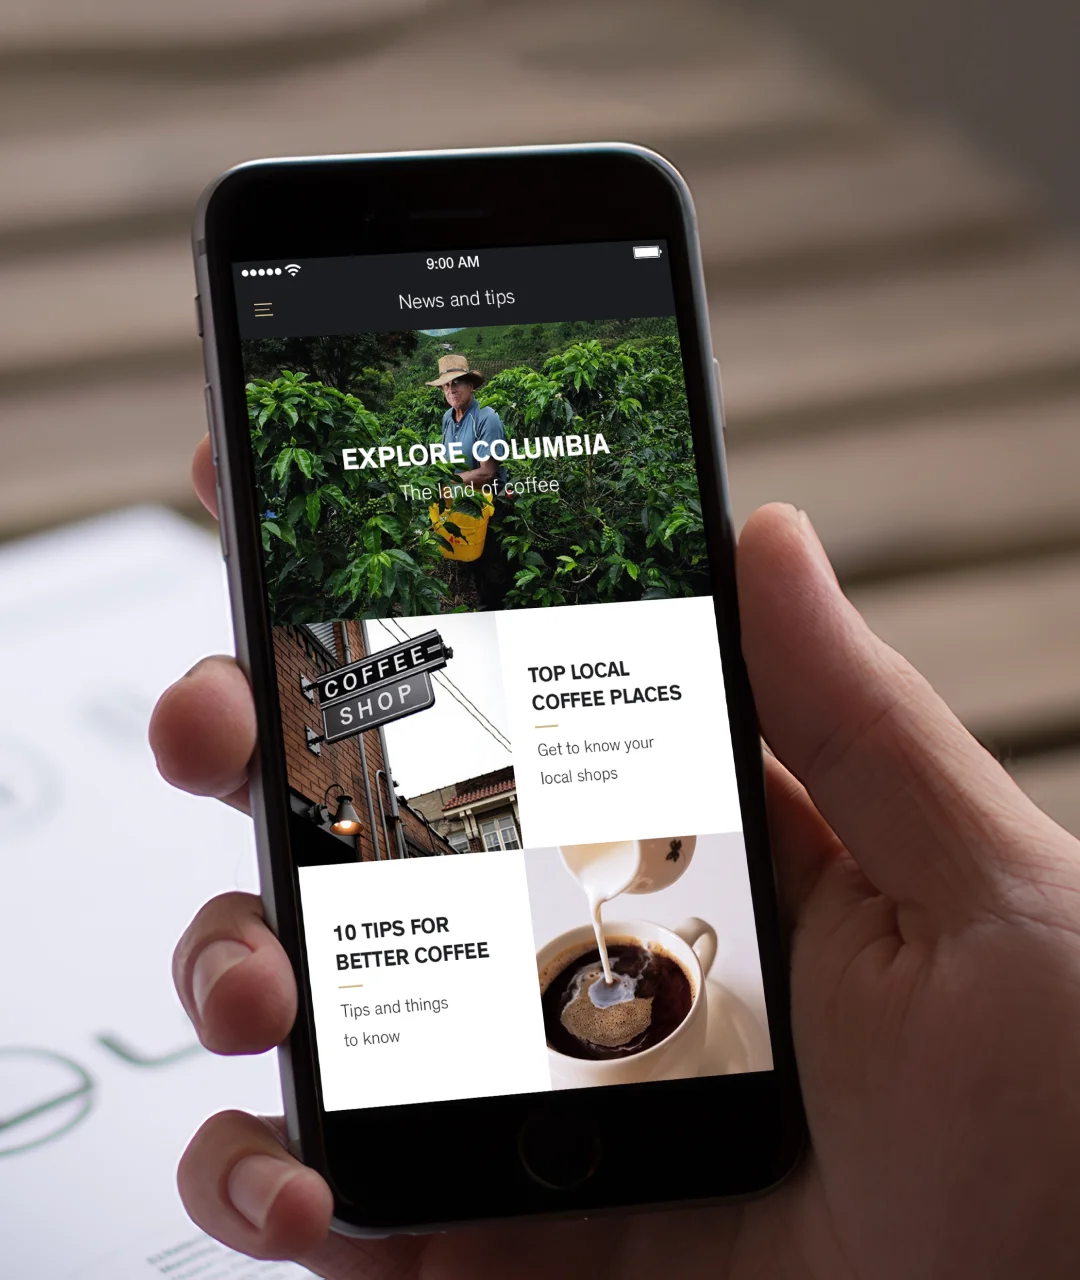 9:00 AM
News and tips
EXPLORE COLUMBIA
The land of coffee
COFFEE
SHOP
TOP LOCAL
COFFEE PLACES
Get to know your
local shops
10 TIPS FOR
BETTER COFFEE
Tips and things
to know